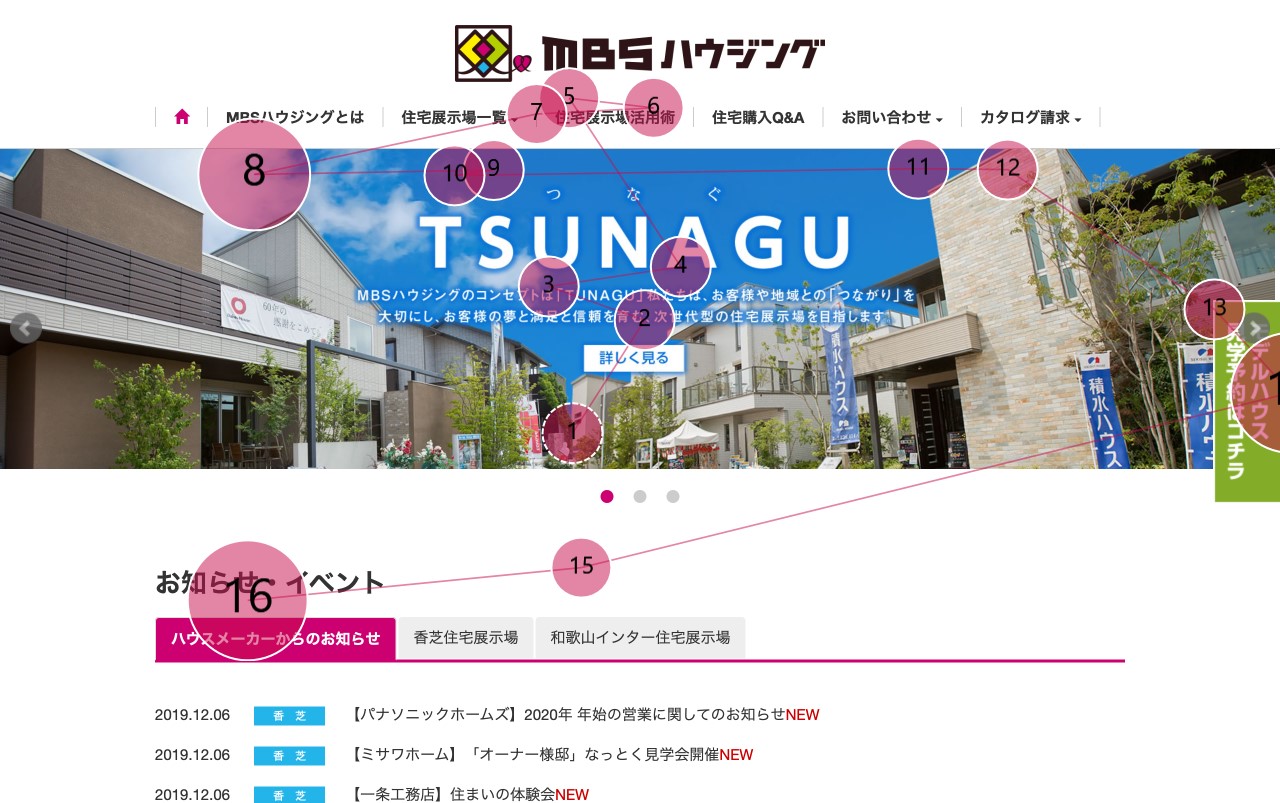 MBSハウジング
MBSハウジングとは
住宅展示場一覧
住宅展示場活用術
住宅購入Q&A
お問い合わせ
カタログ請求
5
6
7
8
9
10
11
12
つ な ぐ
TSUNAGU
4
3
MBSハウジングのコンセプトは「TUNAGU」私たちは、お客様や地域との「つながり」を
大切にし、お客様の夢と満足と信頼を育む、次世代型の住宅展示場を目指します。
2
詳しく見る
1
60年の
感謝をこめて
積水ハウス
積水ハウス
13
デルハウス
見学予約はコチラ
15
16
お知らせ・イベント
ハウスメーカーからのお知らせ
香芝住宅展示場
和歌山インター住宅展示場
2019.12.06 香 芝 【パナソニックホームズ】2020年 年始の営業に関してのお知らせNEW
2019.12.06 香 芝 【ミサワホーム】「オーナー様邸」なっとく見学会開催NEW
2019.12.06 香 芝 【一条工務店】住まいの体験会NEW